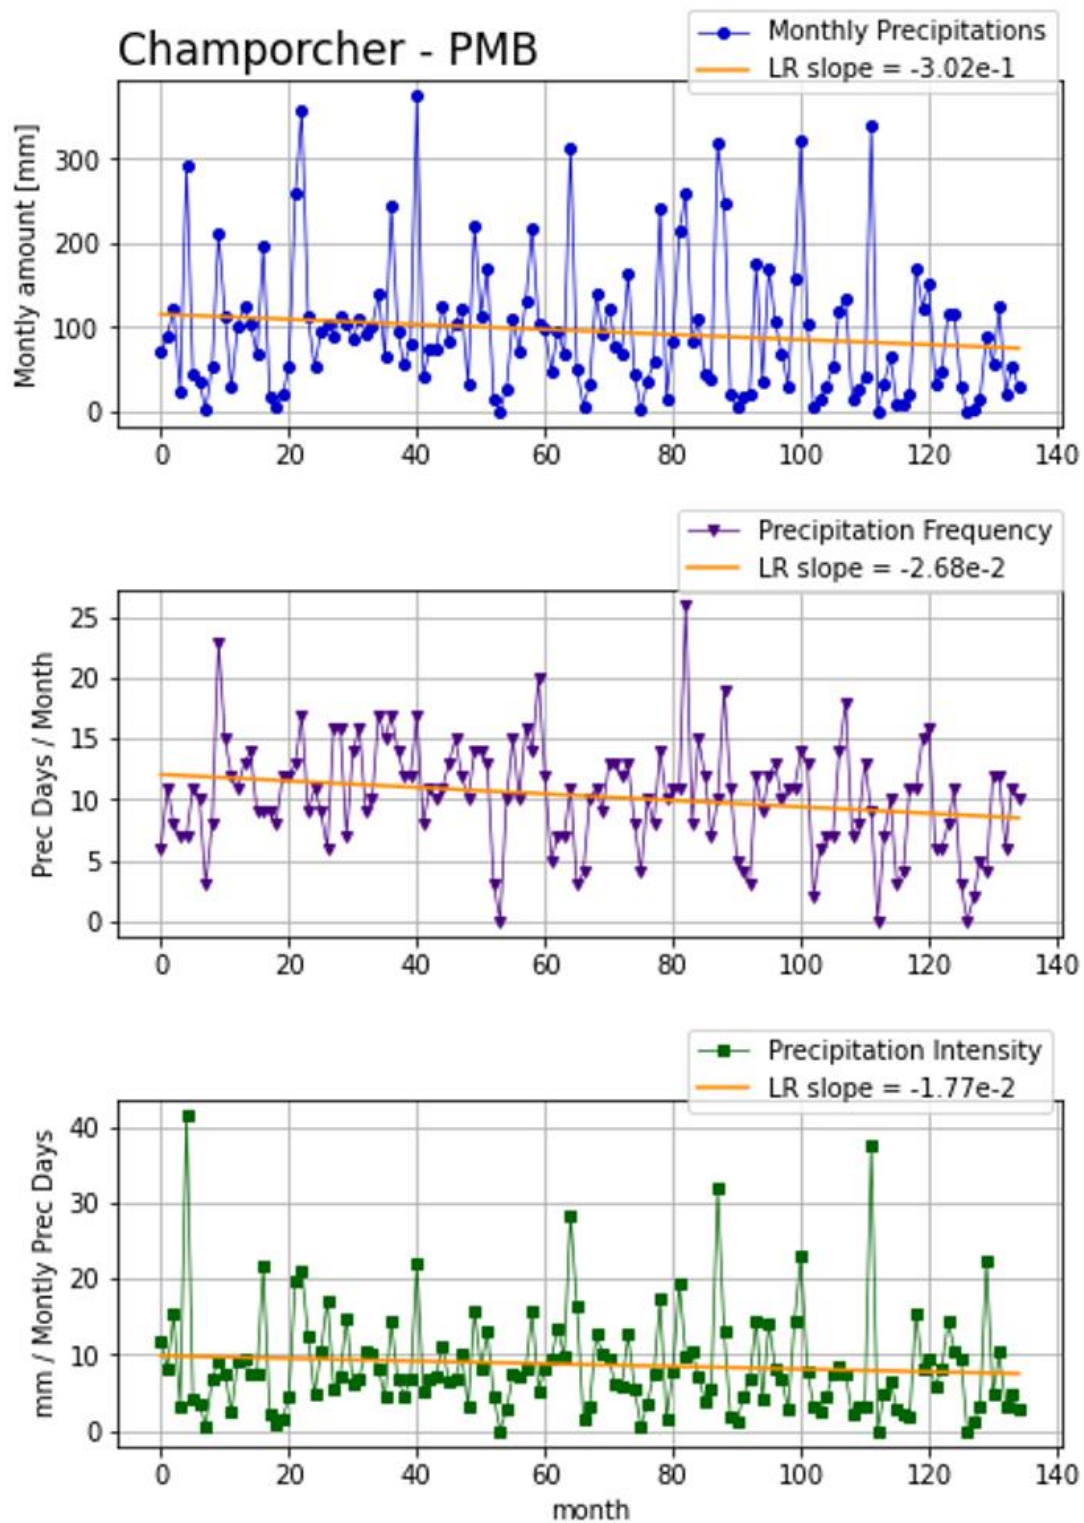 Champorcher - PMB
Monthly Precipitations
LR slope = -3.02e-1
Montly amount [mm]
300
200
100
0
0 20 40 60 80 100 120 140
Precipitation Frequency
LR slope = -2.68e-2
Prec Days / Month
25
20
15
10
5
0
0 20 40 60 80 100 120 140
Precipitation Intensity
LR slope = -1.77e-2
mm / Montly Prec Days
40
30
20
10
0
0 20 40 60 80 100 120 140
month